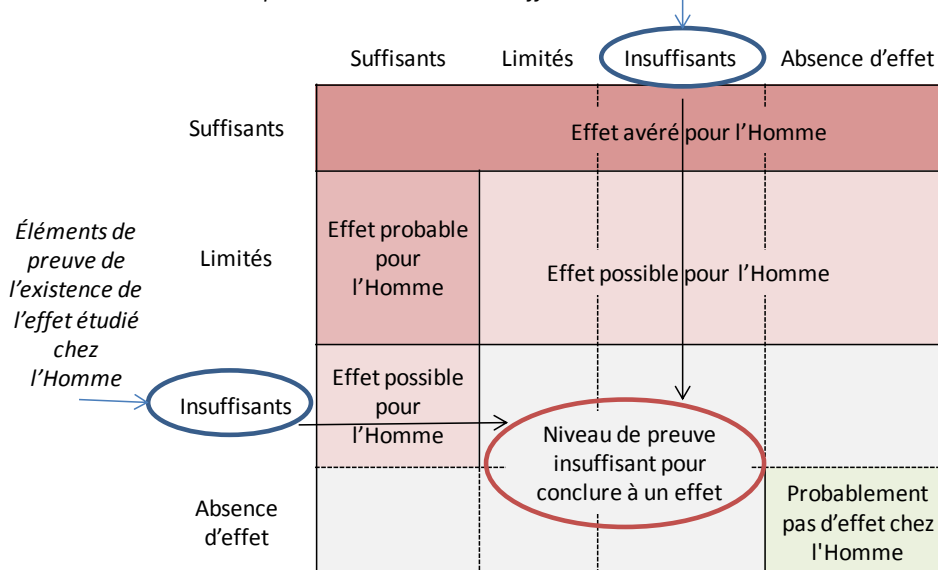 Suffisants Limités Insuffisants Absence d'effet
Suffisants
Effet avéré pour l'Homme
Éléments de
preuve de
l'existence de
l'effet étudié
chez
l'Homme
Limités
Effet probable
pour
l'Homme
Effet possible pour l'Homme
Insuffisants
Effet possible
pour
l'Homme
Niveau de preuve
insuffisant pour
conclure à un effet
Absence
d'effet
Probablement
pas d'effet chez
l'Homme